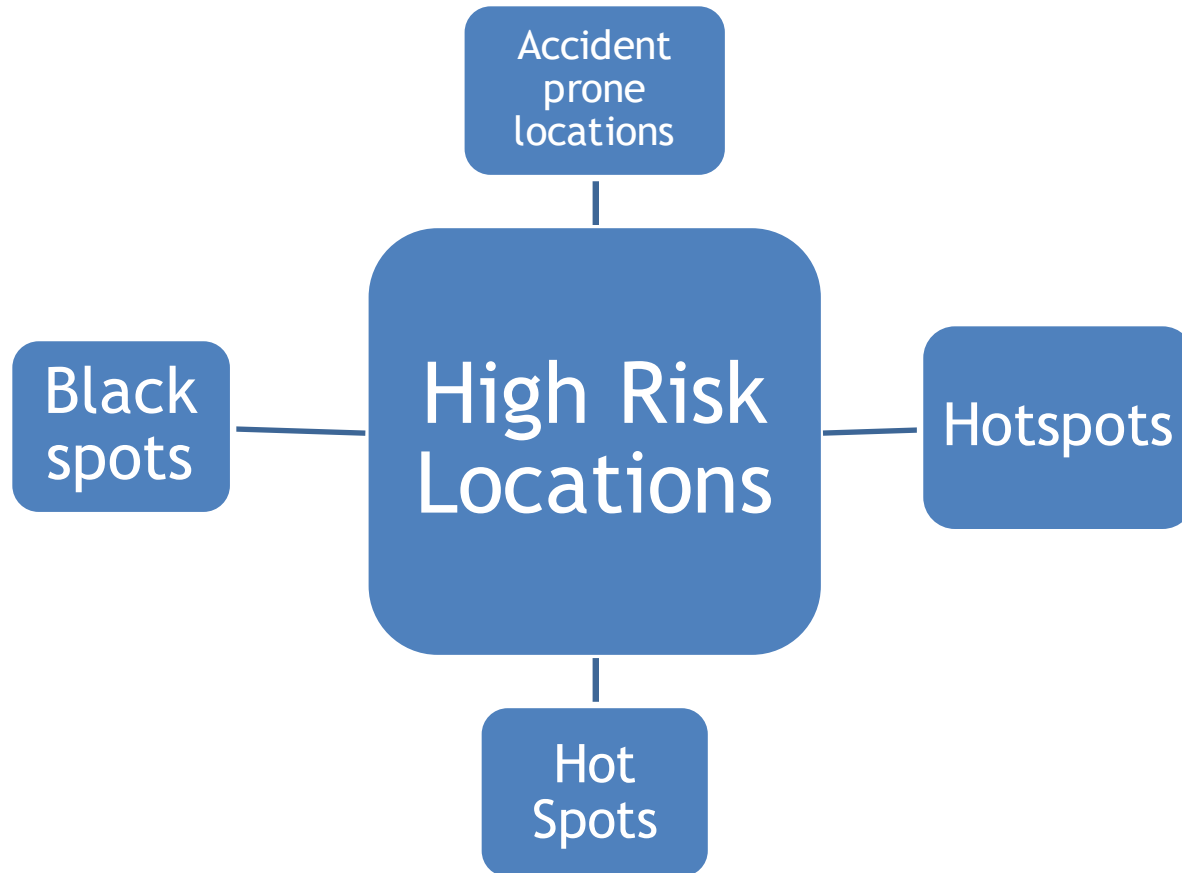 Accident
prone
locations
Black
spots
High Risk
Locations
Hotspots
Hot
Spots